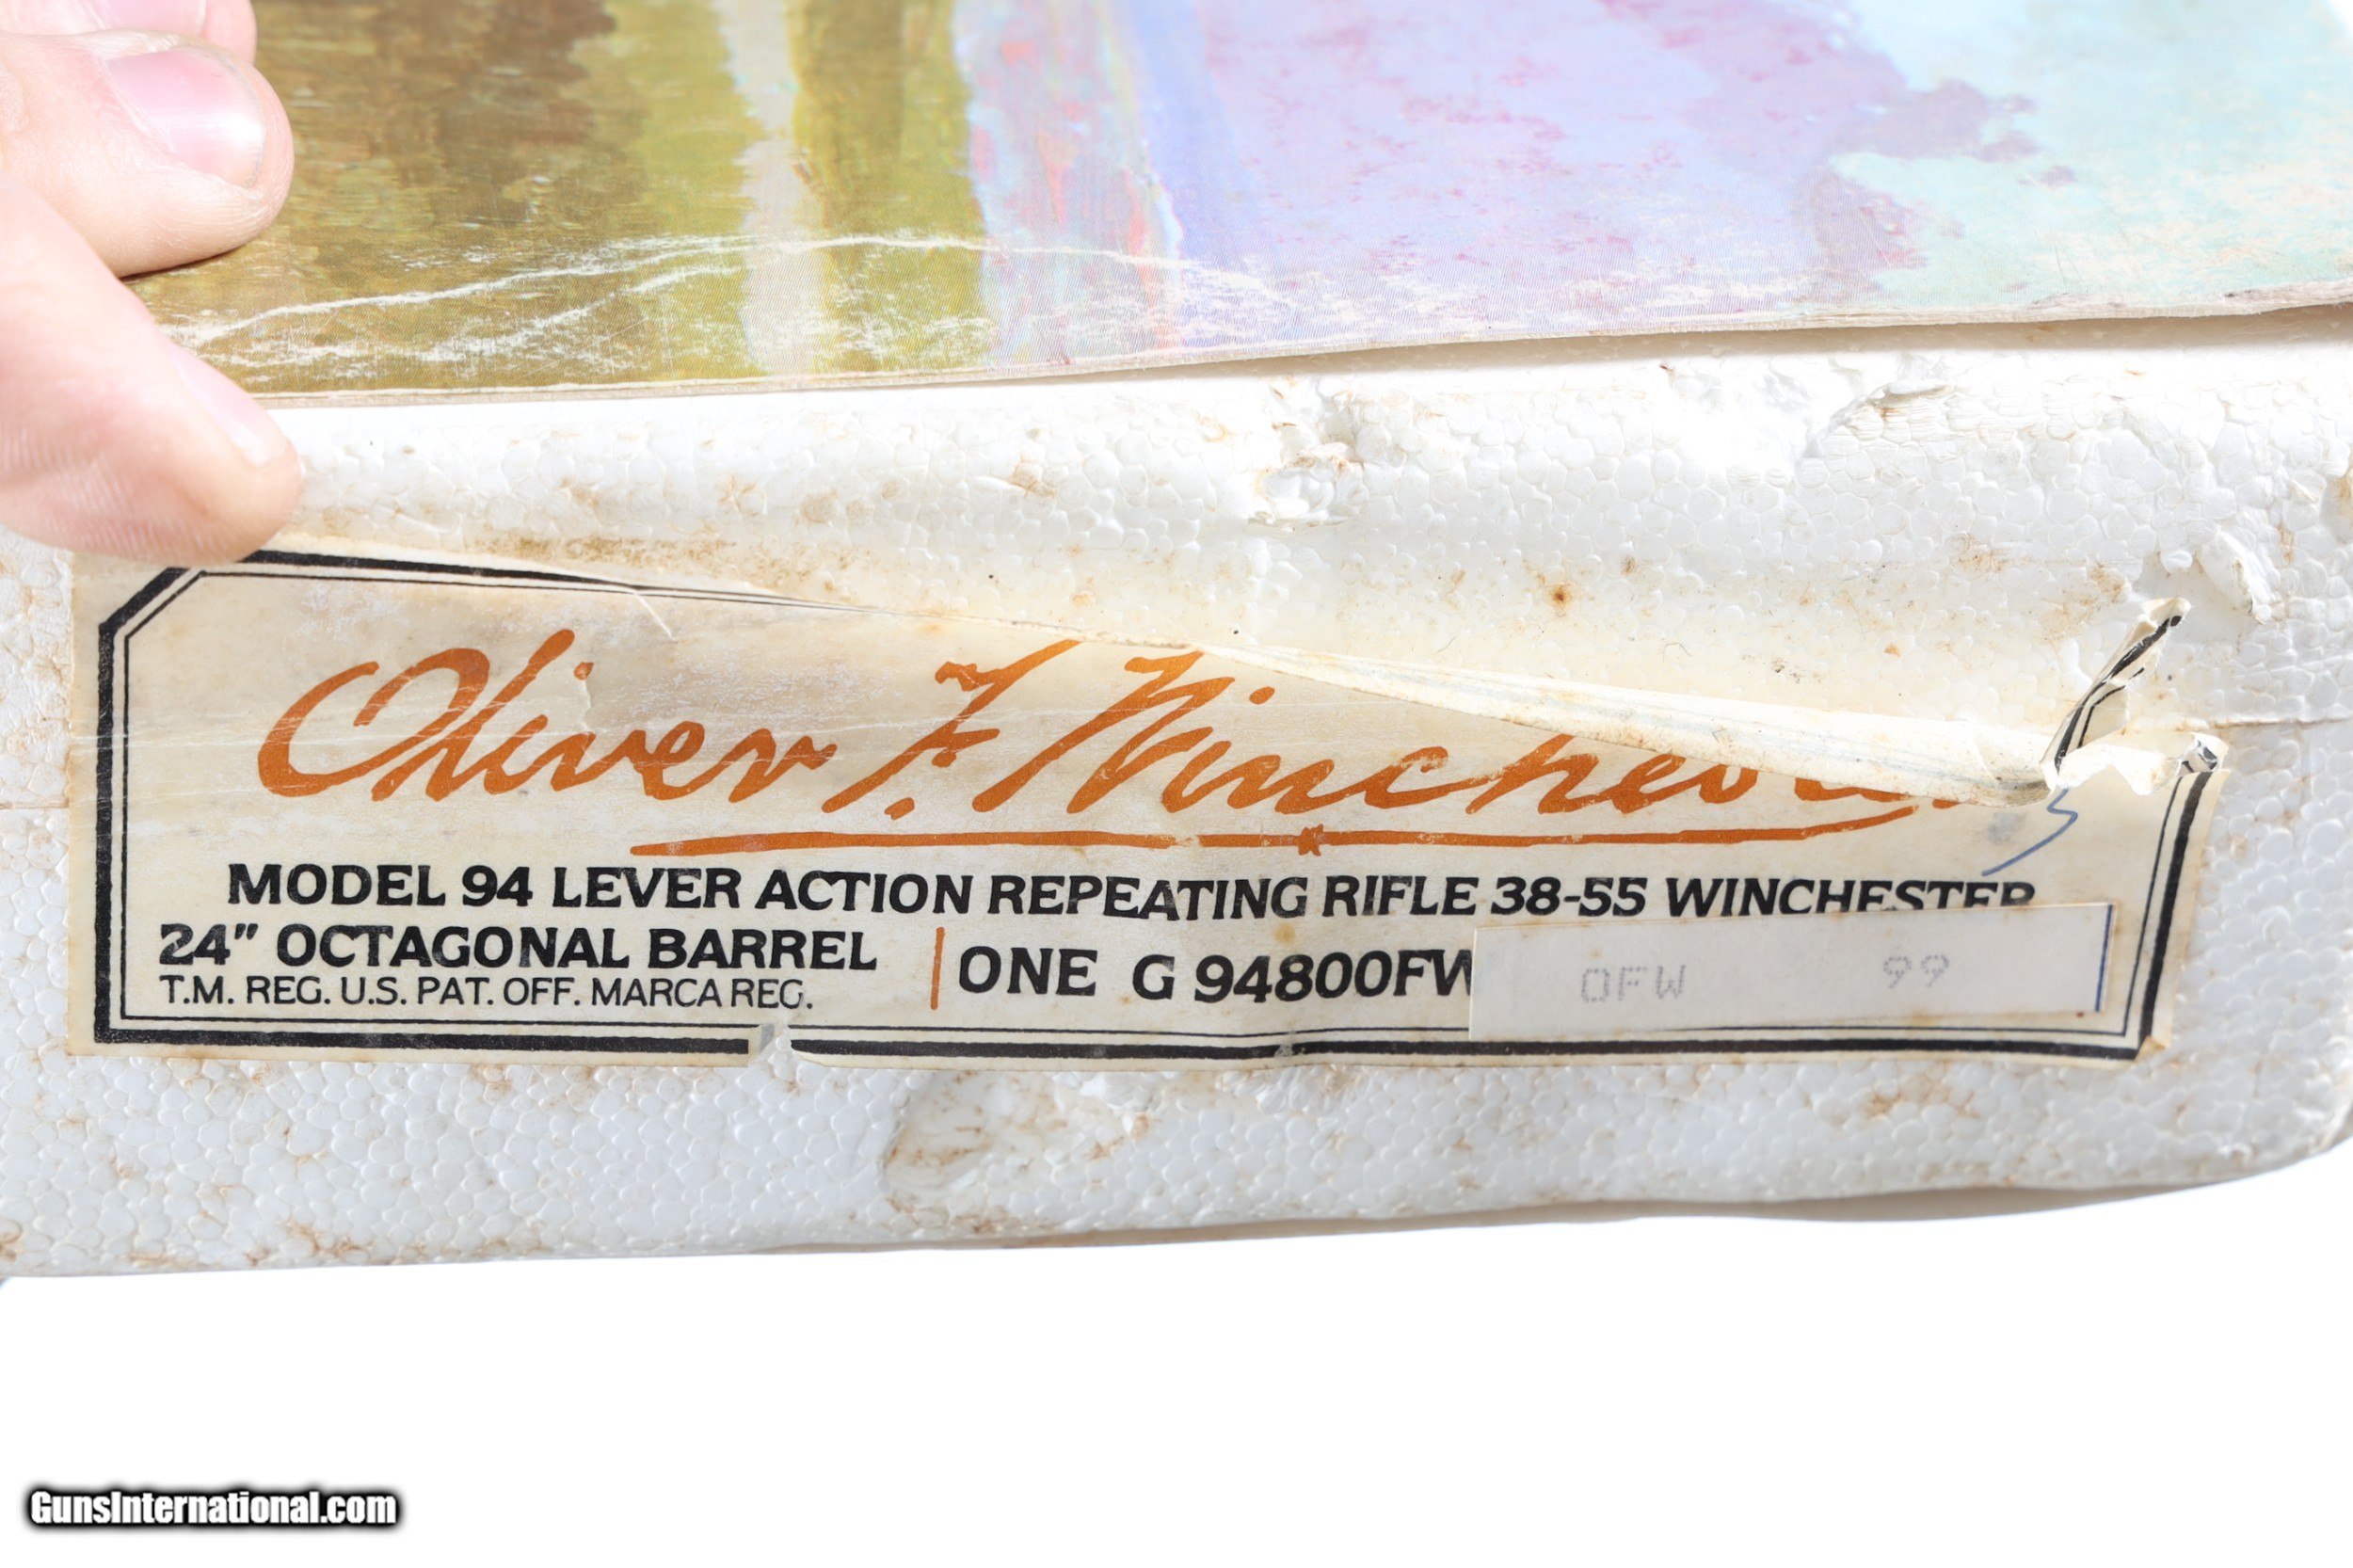 Oliver F. Winchester
MODEL 94 LEVER ACTION REPEATING RIFLE 38-55 WINCHESTER
24" OCTAGONAL BARREL | ONE G 94800FW
T.M. REG. U.S. PAT. OFF. MARCA REG.
OFW 99
GunsInternational.com